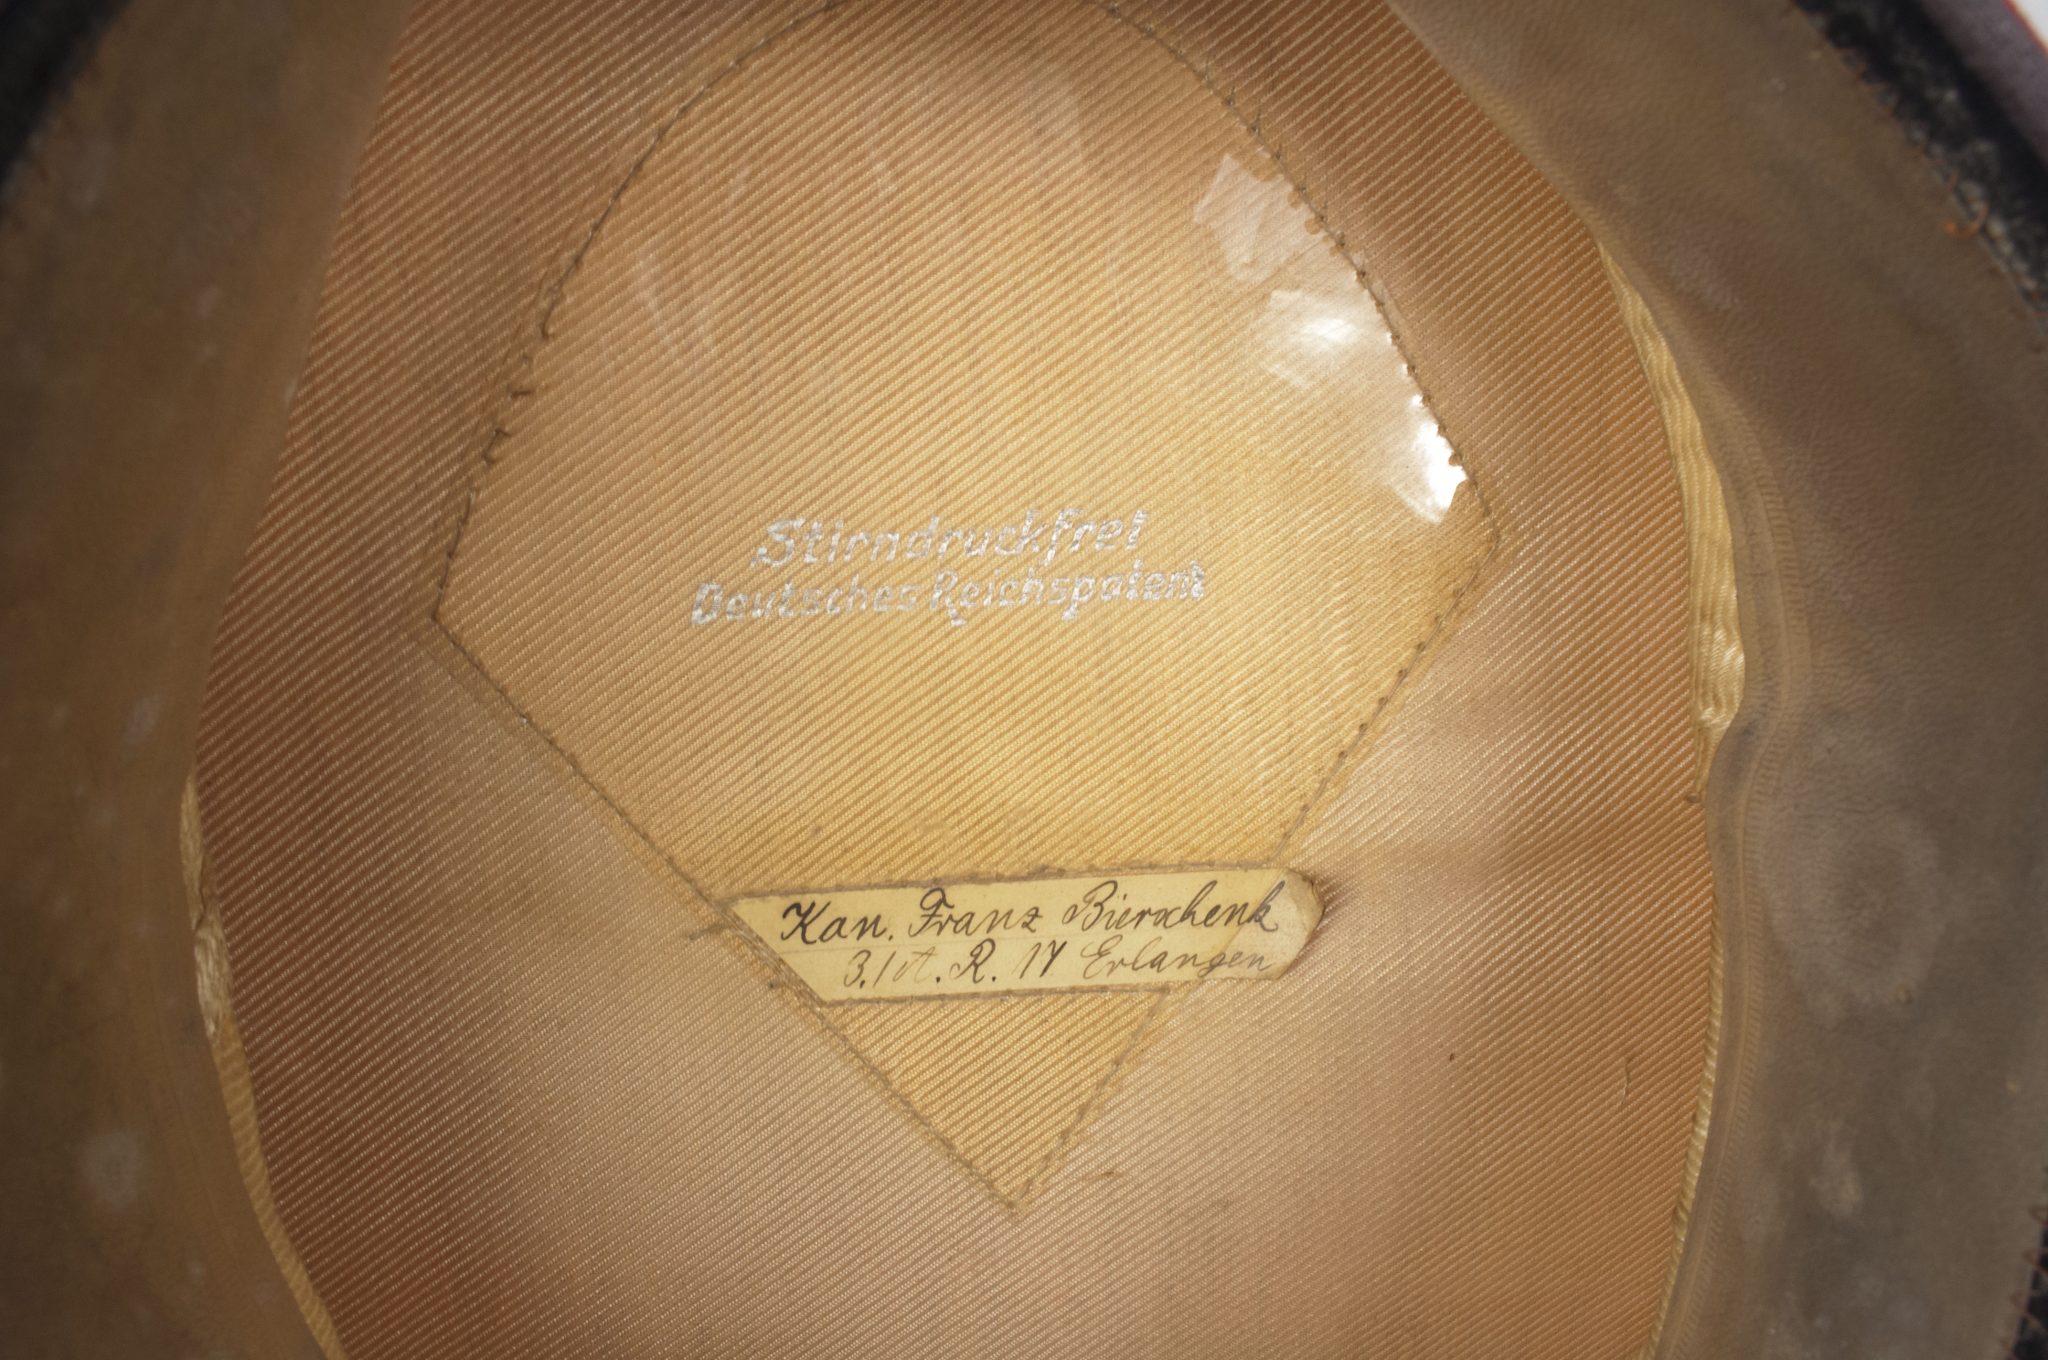 Stirndruckfrei
Deutsches Reichspatent
Kan. Franz Bierschenk
3./A. R. 17 Erlangen